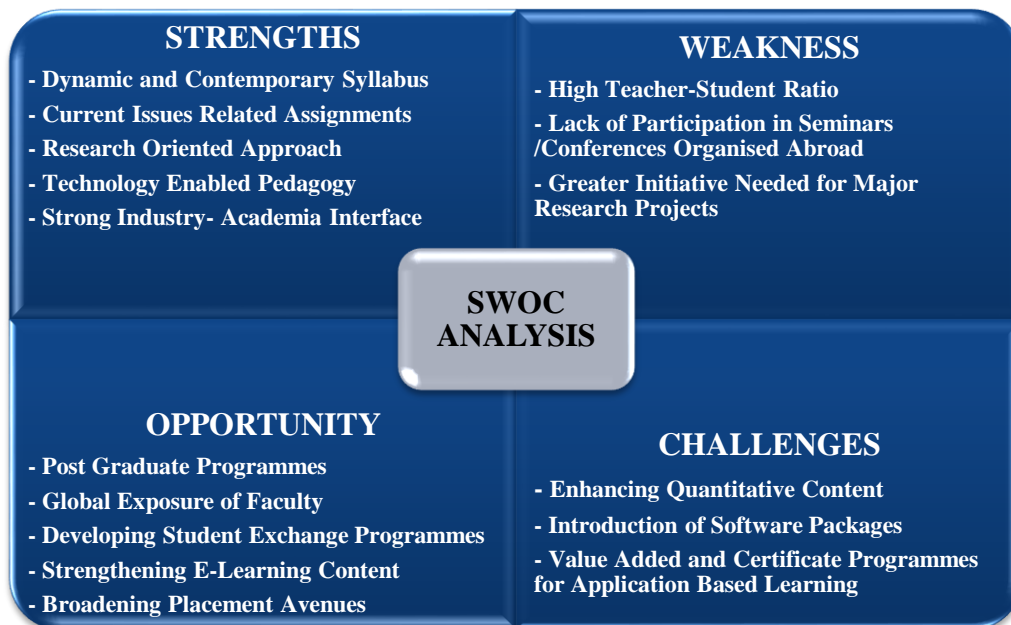 STRENGTHS
- Dynamic and Contemporary Syllabus
- Current Issues Related Assignments
- Research Oriented Approach
- Technology Enabled Pedagogy
- Strong Industry- Academia Interface
WEAKNESS
- High Teacher-Student Ratio
- Lack of Participation in Seminars
/Conferences Organised Abroad
- Greater Initiative Needed for Major
Research Projects
SWOC
ANALYSIS
OPPORTUNITY
- Post Graduate Programmes
- Global Exposure of Faculty
- Developing Student Exchange Programmes
- Strengthening E-Learning Content
- Broadening Placement Avenues
CHALLENGES
- Enhancing Quantitative Content
- Introduction of Software Packages
- Value Added and Certificate Programmes
for Application Based Learning